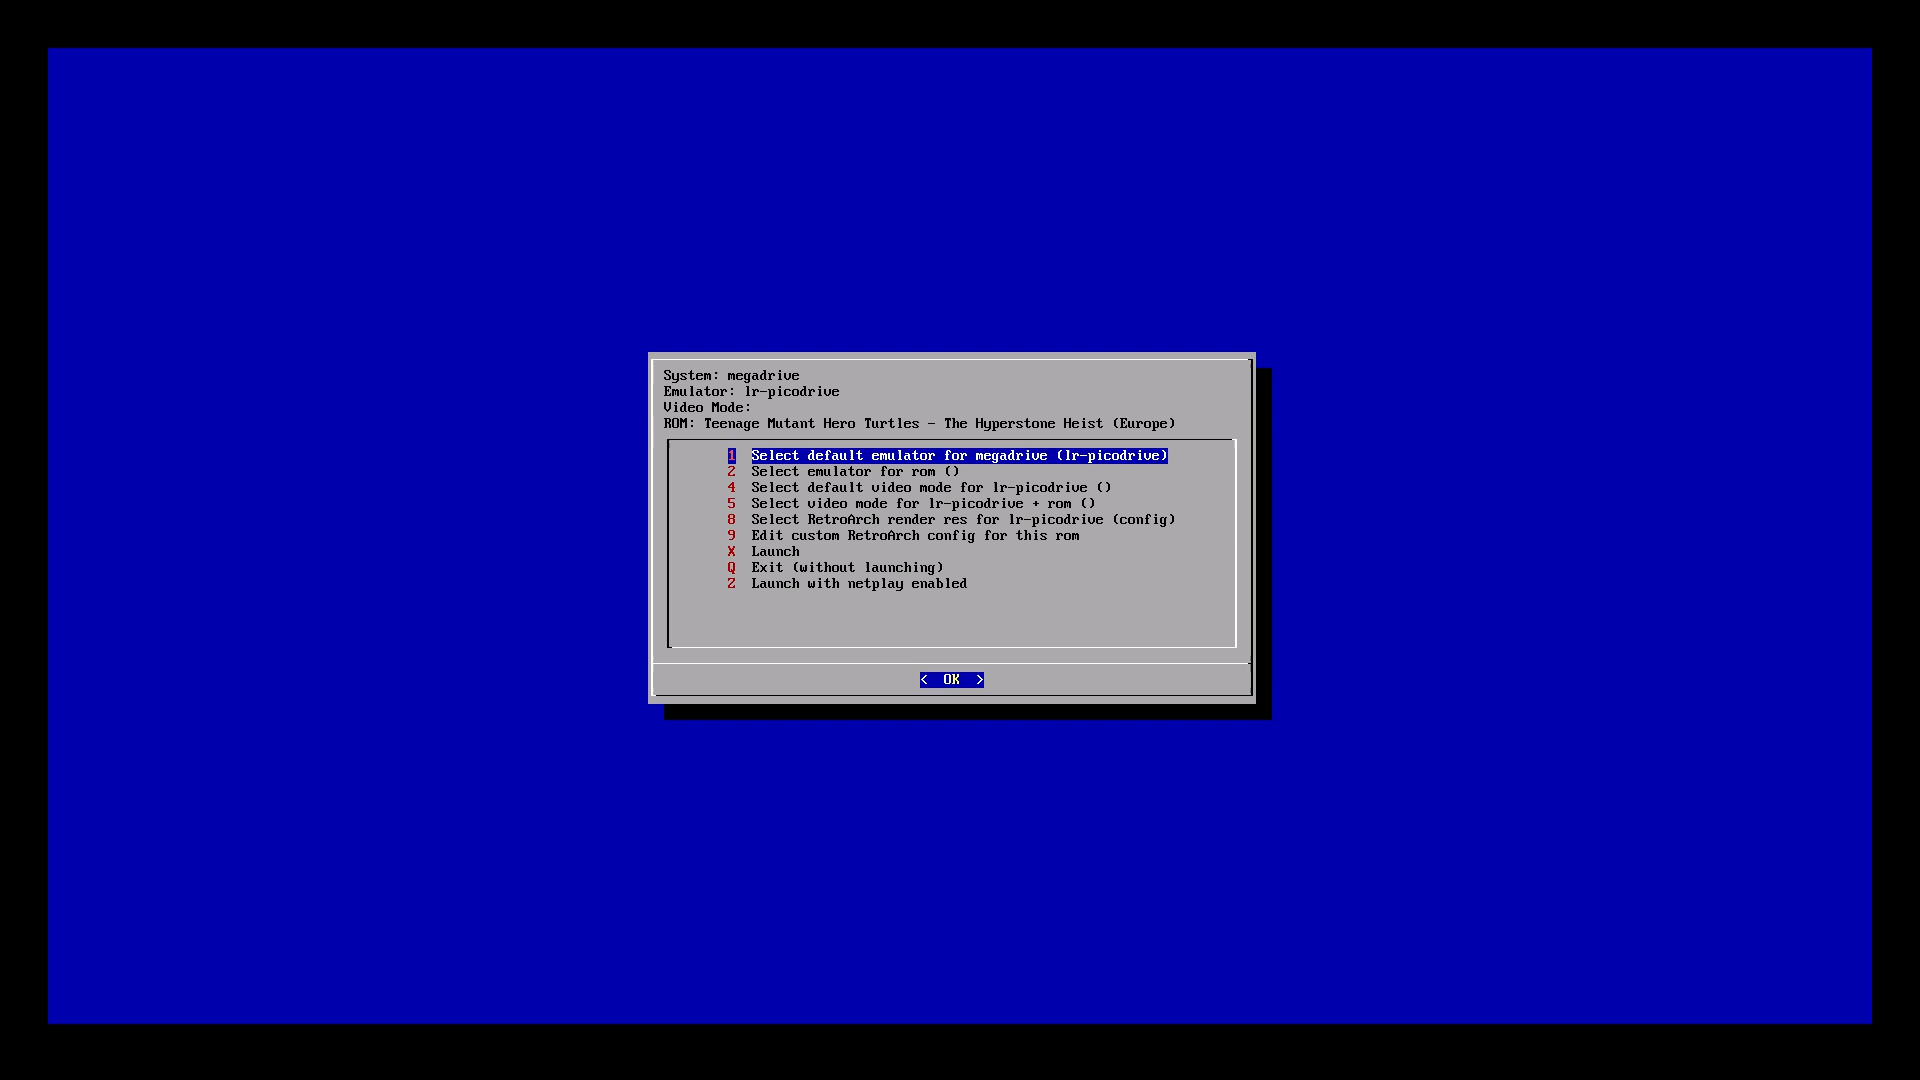 System: megadrive
Emulator: lr-picodrive
Video Mode:
ROM: Teenage Mutant Hero Turtles - The Hyperstone Heist (Europe)
1 Select default emulator for megadrive (lr-picodrive)
2 Select emulator for rom ()
4 Select default video mode for lr-picodrive ()
5 Select video mode for lr-picodrive + rom ()
8 Select RetroArch render res for lr-picodrive (config)
9 Edit custom RetroArch config for this rom
X Launch
Q Exit (without launching)
Z Launch with netplay enabled
< OK >